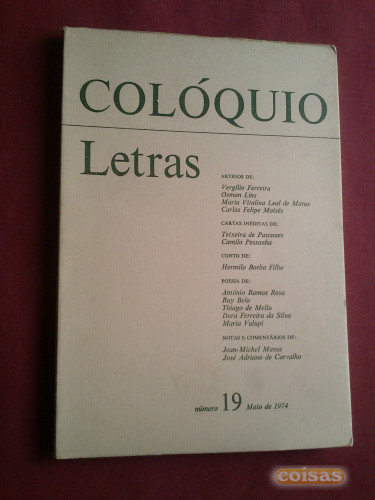 COLÓQUIO
Letras
ARTIGOS DE:
Vergílio Ferreira
Osman Lins
Maria Vitalina Leal de Matos
Carlos Felipe Moisés
CARTAS INÉDITAS DE:
Teixeira de Pascoaes
Camilo Pessanha
CONTO DE:
Hermilo Borba Filho
POESIA DE:
António Ramos Rosa
Ruy Belo
Thiago de Mello
Dora Ferreira da Silva
Maria Valupi
NOTAS E COMENTÁRIOS DE:
Jean-Michel Massa
José Adriano de Carvalho
número 19 Maio de 1974
coisas